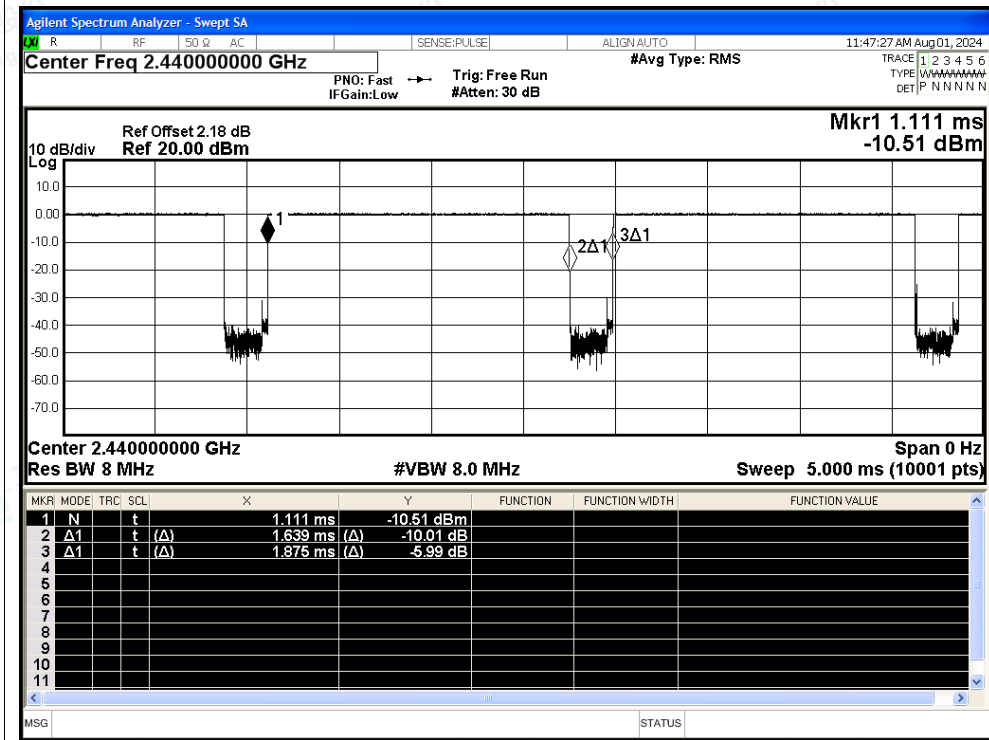 Agilent Spectrum Analyzer - Swept SA
LXI R RF 50 Ω AC SENSE:PULSE ALIGN AUTO 11:47:27 AM Aug 01, 2024
Center Freq 2.440000000 GHz #Avg Type: RMS TRACE 1 2 3 4 5 6
PNO: Fast Trig: Free Run TYPE
IFGain:Low #Atten: 30 dB DET P N N N N N
Mkr1 1.111 ms
Ref Offset 2.18 dB
10 dB/div Ref 20.00 dBm -10.51 dBm
Log
10.0
0.00
1
2Δ1 3Δ1
-10.0
-20.0
-30.0
-40.0
-50.0
-60.0
-70.0
Center 2.440000000 GHz Span 0 Hz
Res BW 8 MHz #VBW 8.0 MHz Sweep 5.000 ms (10001 pts)
MKR MODE TRC SCL X Y FUNCTION FUNCTION WIDTH FUNCTION VALUE
1 N t 1.111 ms -10.51 dBm
2 Δ1 t (Δ) 1.639 ms (Δ) -10.01 dB
3 Δ1 t (Δ) 1.875 ms (Δ) -5.99 dB
4
5
6
7
8
9
10
11
MSG STATUS